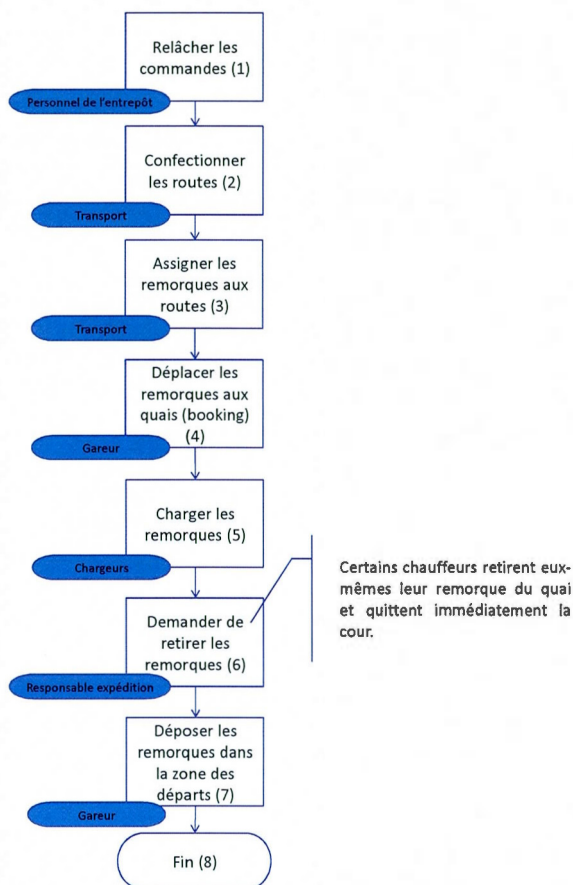 Relâcher les
commandes (1)
Personnel de l'entrepôt
Confectionner
les routes (2)
Transport
Assigner les
remorques aux
routes (3)
Transport
Déplacer les
remorques aux
quais (booking)
(4)
Gareur
Charger les
remorques (5)
Chargeurs
Certains chauffeurs retirent eux-
mêmes leur remorque du quai
et quittent immédiatement la
cour.
Demander de
retirer les
remorques (6)
Responsable expédition
Déposer les
remorques dans
la zone des
départs (7)
Gareur
Fin (8)